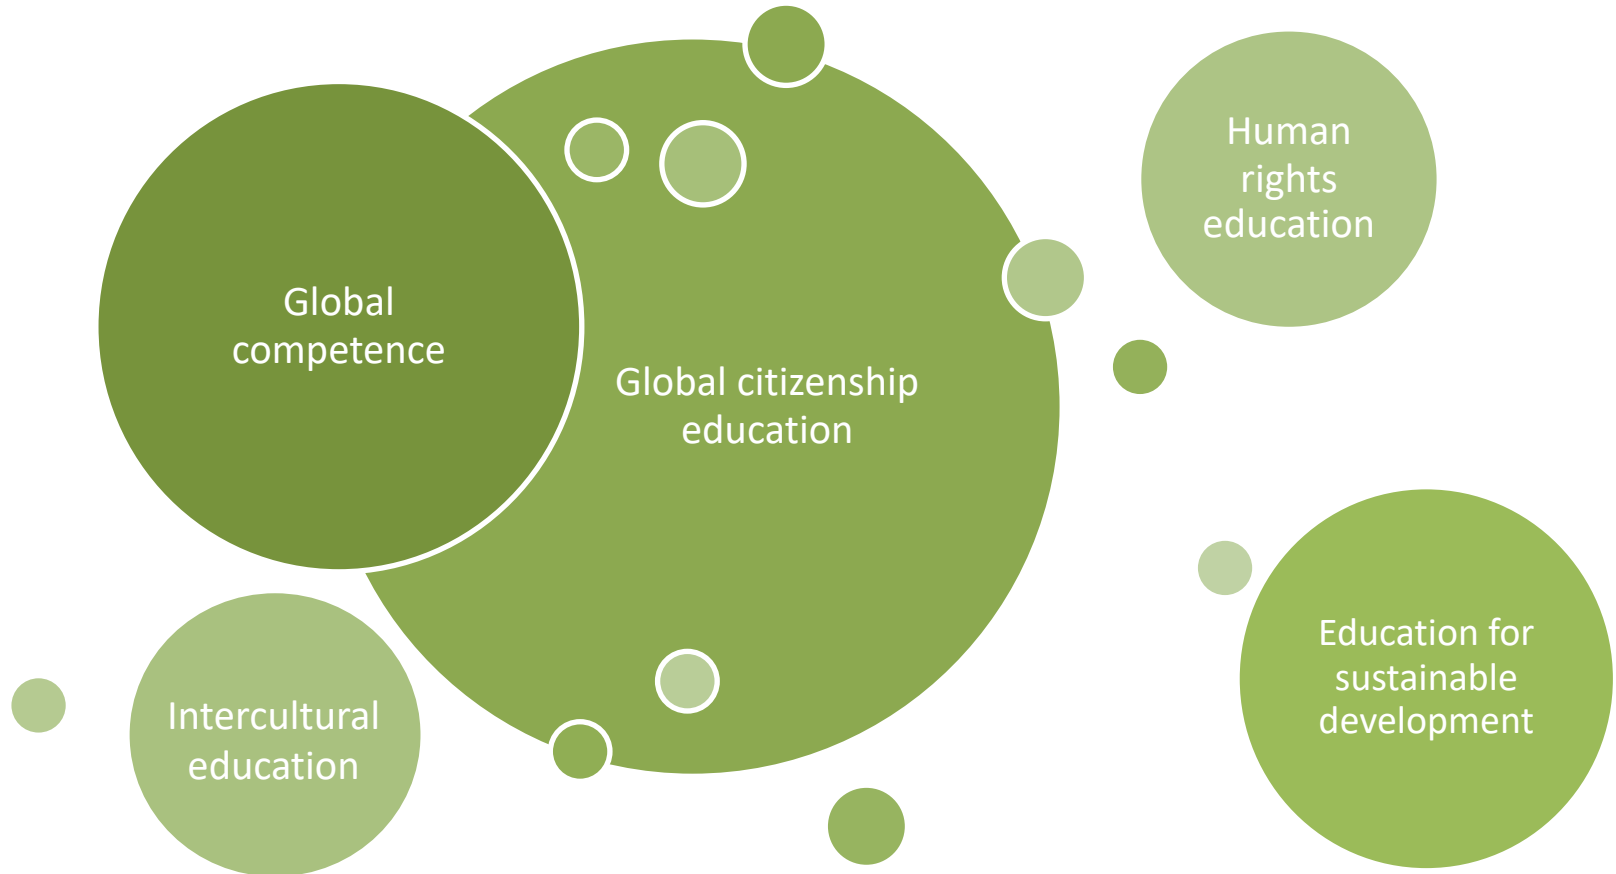 Human
rights
education
Global
competence
Global citizenship
education
Education for
sustainable
development
Intercultural
education